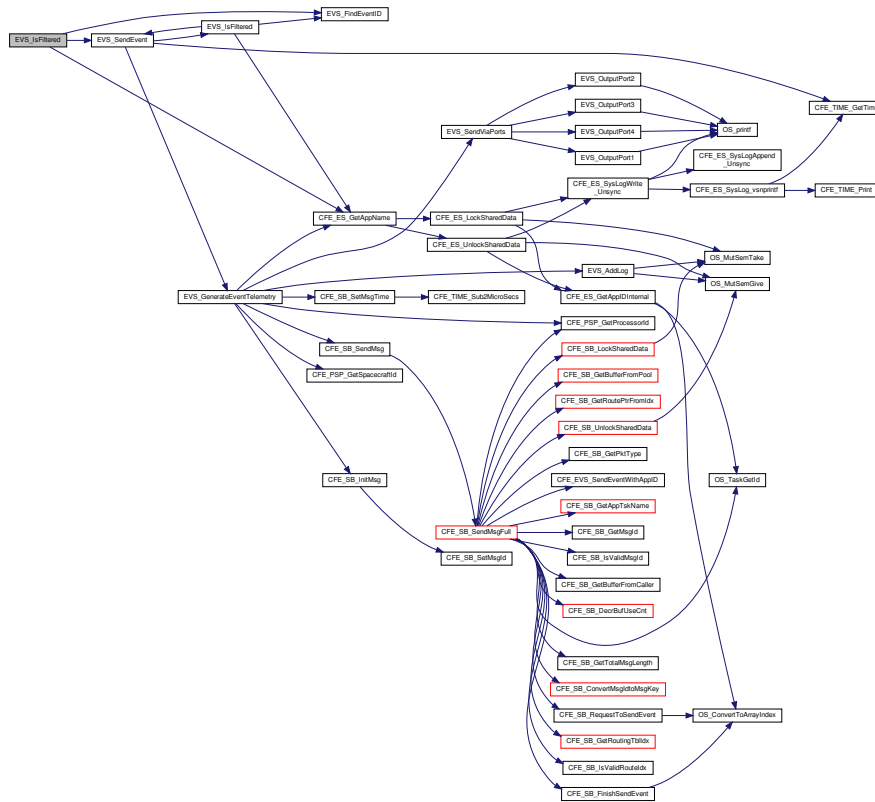 EVS_FindEventID
EVS_IsFiltered
EVS_IsFiltered
EVS_SendEvent
EVS_OutputPort2
EVS_OutputPort3
CFE_TIME_GetTime
EVS_SendViaPorts
EVS_OutputPort4
OS_printf
EVS_OutputPort1
CFE_ES_SysLogAppend
_Unsync
CFE_ES_SysLogWrite
_Unsync
CFE_ES_SysLog_vsnprintf
CFE_TIME_Print
CFE_ES_GetAppName
CFE_ES_LockSharedData
CFE_ES_UnlockSharedData
OS_MutSemTake
EVS_AddLog
OS_MutSemGive
EVS_GenerateEventTelemetry
CFE_SB_SetMsgTime
CFE_TIME_Sub2MicroSecs
CFE_ES_GetAppIDInternal
CFE_PSP_GetProcessorId
CFE_SB_SendMsg
CFE_SB_LockSharedData
CFE_PSP_GetSpacecraftId
CFE_SB_GetBufferFromPool
CFE_SB_GetRoutePtrFromIdx
CFE_SB_UnlockSharedData
CFE_SB_GetPktType
CFE_SB_InitMsg
CFE_EVS_SendEventWithAppID
OS_TaskGetId
CFE_SB_GetAppTskName
CFE_SB_SendMsgFull
CFE_SB_GetMsgId
CFE_SB_SetMsgId
CFE_SB_IsValidMsgId
CFE_SB_GetBufferFromCaller
CFE_SB_DecrBufUseCnt
CFE_SB_GetTotalMsgLength
CFE_SB_ConvertMsgIdtoMsgKey
CFE_SB_RequestToSendEvent
OS_ConvertToArrayIndex
CFE_SB_GetRoutingTblIdx
CFE_SB_IsValidRouteIdx
CFE_SB_FinishSendEvent